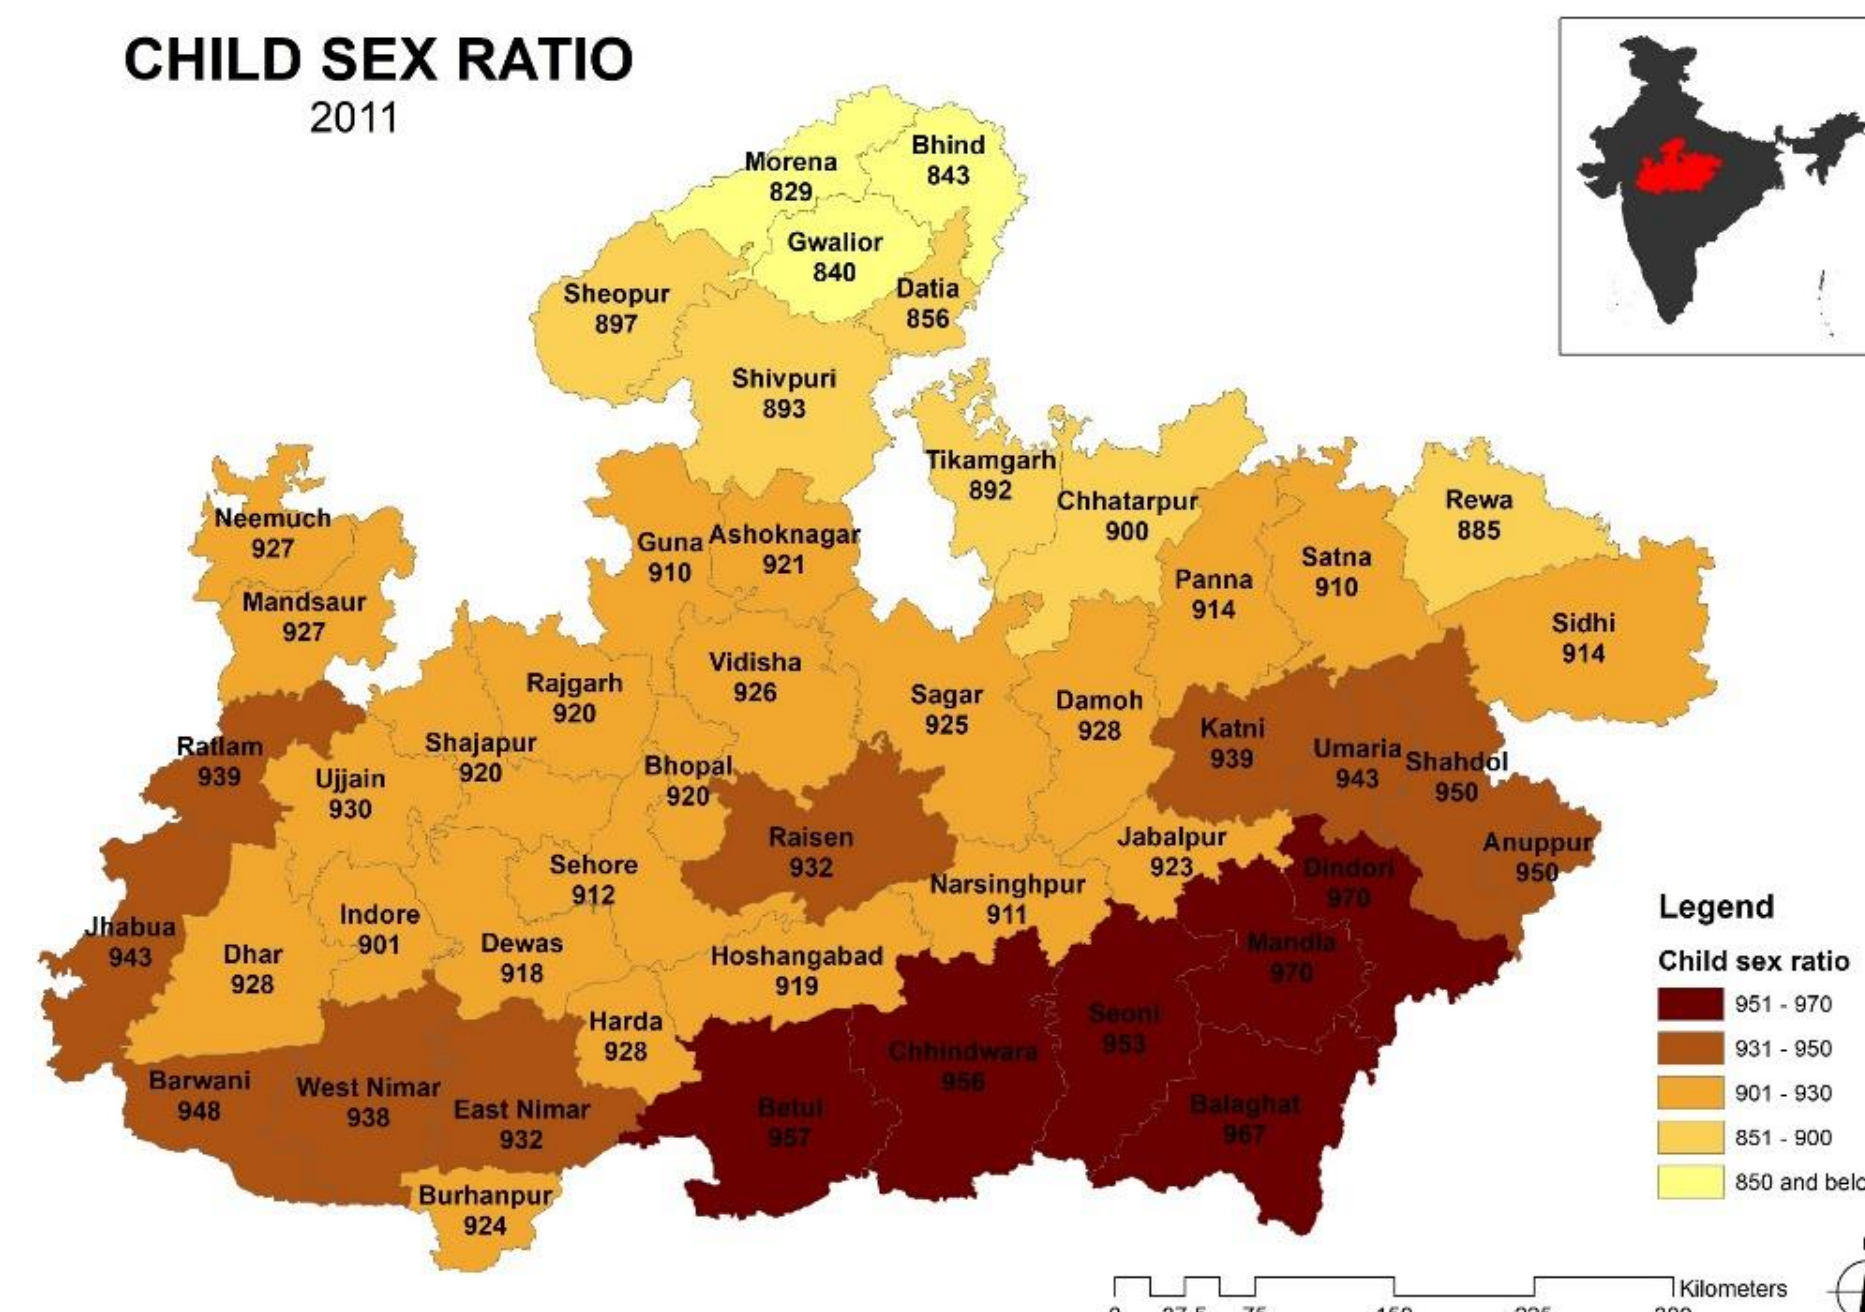 CHILD SEX RATIO
2011
Morena
829
Bhind
843
Gwalior
840
Datia
856
Sheopur
897
Shivpuri
893
Tikamgarh
892
Chhatarpur
900
Rewa
885
Neemuch
927
Guna
910
Ashoknagar
921
Satna
910
Panna
914
Mandsaur
927
Sidhi
914
Vidisha
926
Rajgarh
920
Sagar
925
Damoh
928
Katni
939
Ratlam
939
Shajapur
920
Umaria
943
Shahdol
950
Ujjain
930
Bhopal
920
Raisen
932
Jabalpur
923
Anuppur
950
Sehore
912
Dindori
970
Narsinghpur
911
Indore
901
Jhabua
943
Dhar
928
Dewas
918
Hoshangabad
919
Mandla
970
Harda
928
Seoni
953
Chhindwara
956
Barwani
948
West Nimar
938
East Nimar
932
Betul
957
Balaghat
967
Burhanpur
924
Legend
Child sex ratio
951 - 970
931 - 950
901 - 930
851 - 900
850 and belo
Kilometers